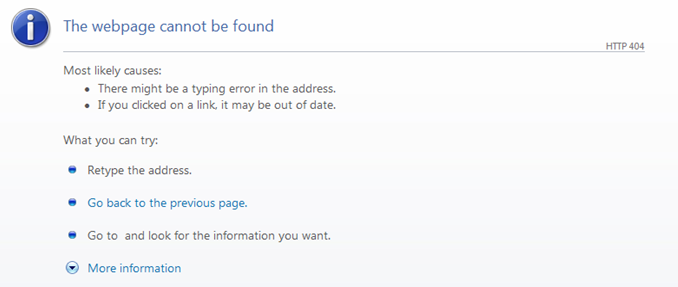 The webpage cannot be found
HTTP 404
Most likely causes:
There might be a typing error in the address.
If you clicked on a link, it may be out of date.
What you can try:
Retype the address.
Go back to the previous page.
Go to  and look for the information you want.
More information